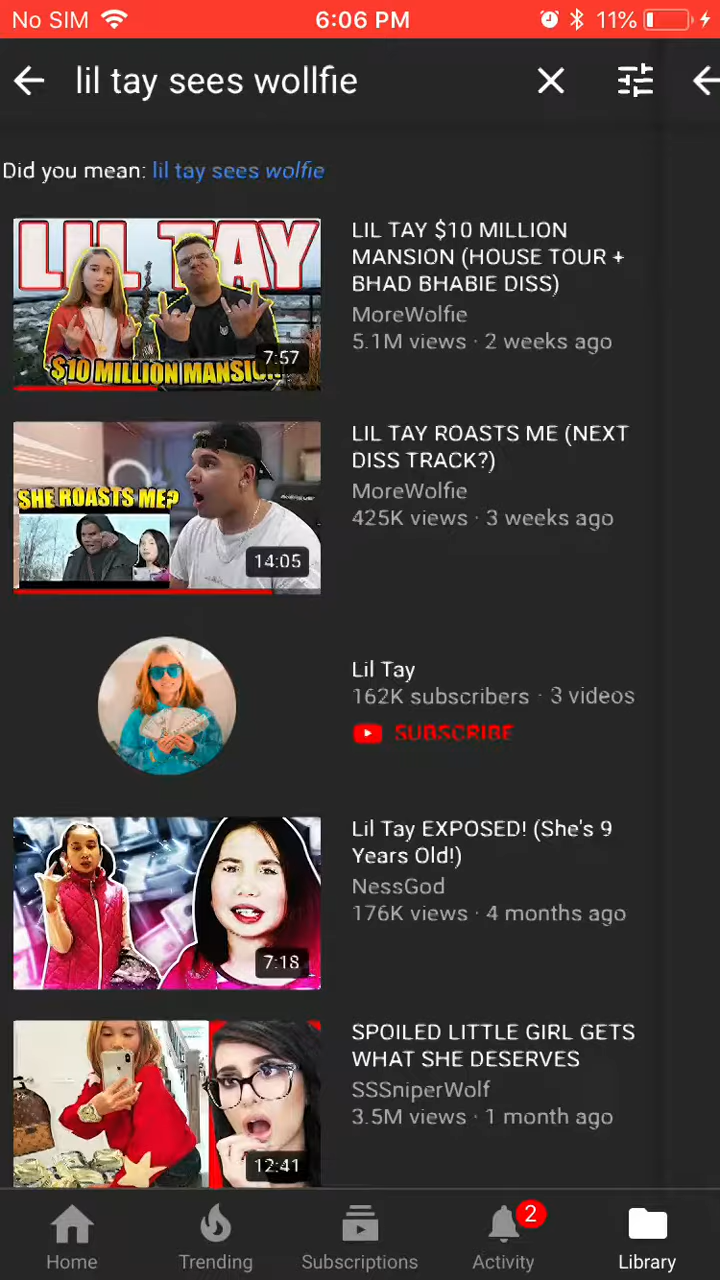 No SIM 6:06 PM 11%
lil tay sees wollfie
Did you mean: lil tay sees wolfie
LIL TAY
$10 MILLION MANSI
7:57
LIL TAY $10 MILLION
MANSION (HOUSE TOUR +
BHAD BHABIE DISS)
MoreWolfie
5.1M views · 2 weeks ago
SHE ROASTS ME?
14:05
LIL TAY ROASTS ME (NEXT
DISS TRACK?)
MoreWolfie
425K views · 3 weeks ago
Lil Tay
162K subscribers · 3 videos
SUBSCRIBE
7:18
Lil Tay EXPOSED! (She's 9
Years Old!)
NessGod
176K views · 4 months ago
12:41
SPOILED LITTLE GIRL GETS
WHAT SHE DESERVES
SSSniperWolf
3.5M views · 1 month ago
2
Home Trending Subscriptions Activity Library